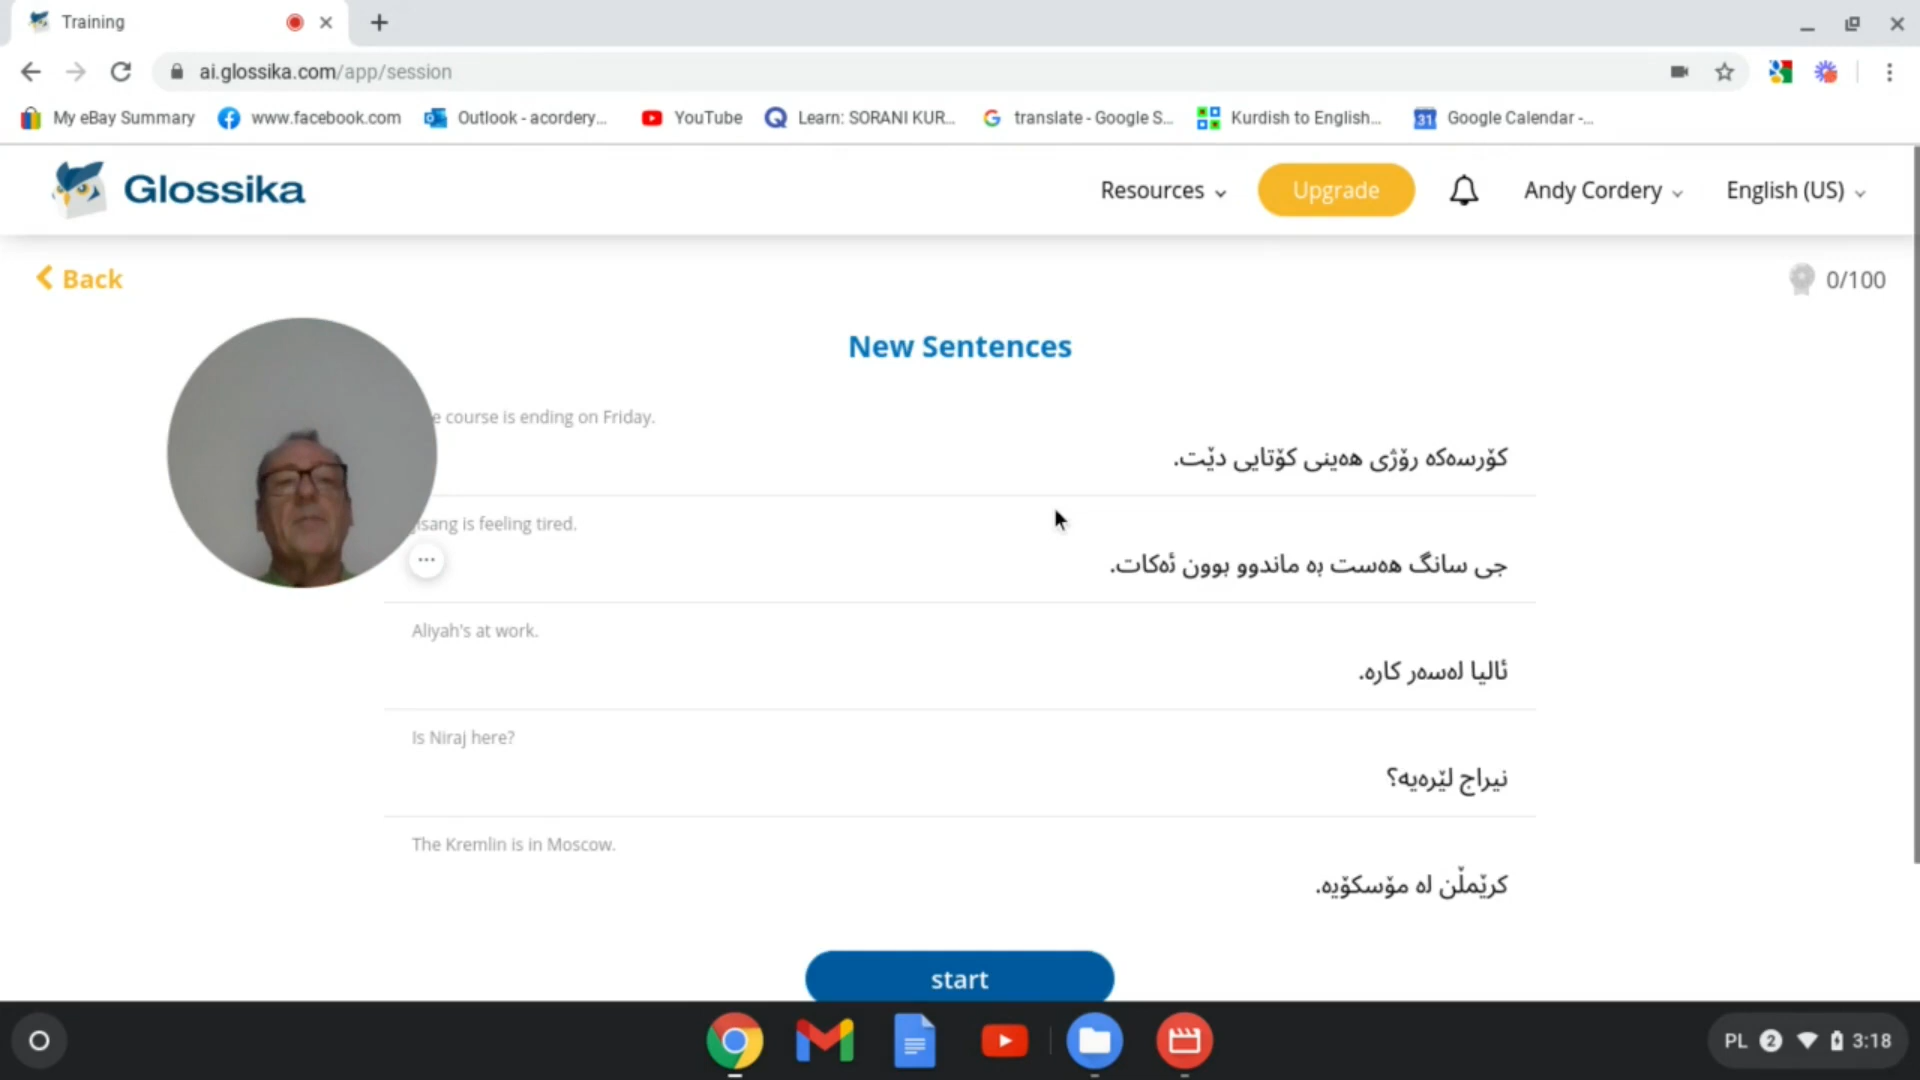 Training
ai.glossika.com/app/session
My eBay Summary www.facebook.com Outlook - acordery... YouTube Learn: SORANI KUR... translate - Google S... Kurdish to English... 31 Google Calendar -...
Glossika Resources Upgrade Andy Cordery English (US)
Back 0/100
New Sentences
course is ending on Friday.
کۆرسەکە رۆژی هەینی کۆتایی دێت.
is feeling tired.
جی سانگ هەست بە ماندوو بوون ئەکات.
Aliyah's at work.
ئالیا لەسەر کارە.
Is Niraj here?
نیراج لێرەیە؟
The Kremlin is in Moscow.
کرێملٚن لە مۆسکۆیە.
start
PL 2 3:18